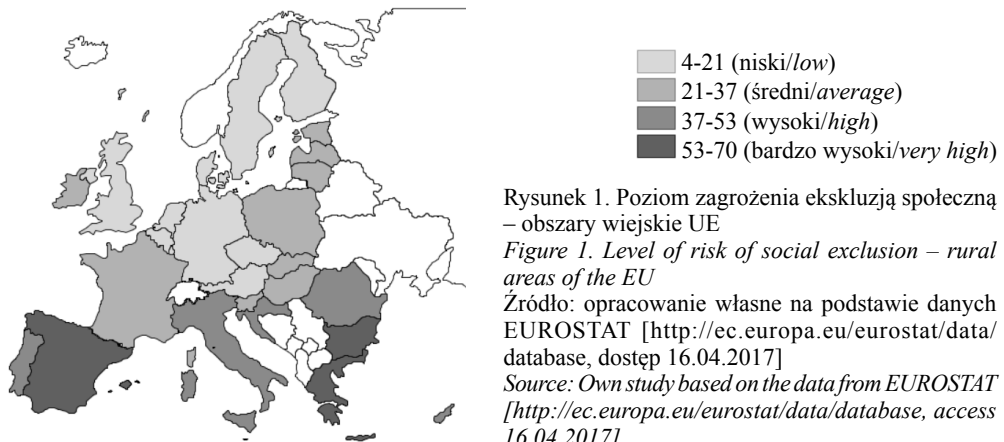 4-21 (niski/low)
21-37 (średni/average)
37-53 (wysoki/high)
53-70 (bardzo wysoki/very high)
Rysunek 1. Poziom zagrożenia ekskluzją społeczną
– obszary wiejskie UE
Figure 1. Level of risk of social exclusion – rural
areas of the EU
Źródło: opracowanie własne na podstawie danych
EUROSTAT [http://ec.europa.eu/eurostat/data/
database, dostęp 16.04.2017]
Source: Own study based on the data from EUROSTAT
[http://ec.europa.eu/eurostat/data/database, access
16.04.2017]